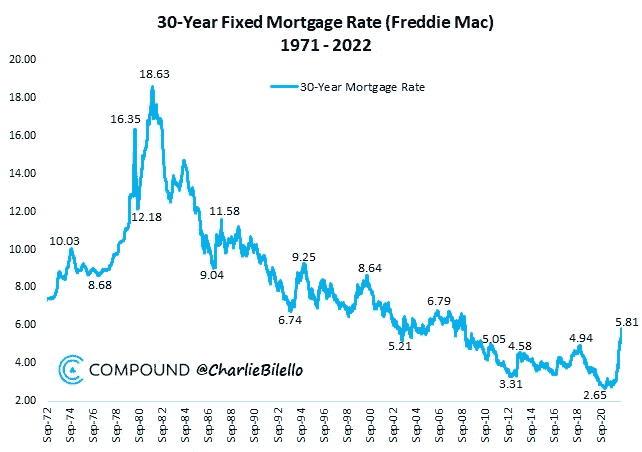 30-Year Fixed Mortgage Rate (Freddie Mac)
1971 - 2022
20.00
18.00
16.00
14.00
12.00
10.00
8.00
6.00
4.00
2.00
30-Year Mortgage Rate
10.03
8.68
16.35
12.18
18.63
9.04
11.58
6.74
9.25
8.64
5.21
6.79
5.05
3.31
4.58
4.94
2.65
5.81
COMPOUND @CharlieBilello
Sep-72
Sep-74
Sep-76
Sep-78
Sep-80
Sep-82
Sep-84
Sep-86
Sep-88
Sep-90
Sep-92
Sep-94
Sep-96
Sep-98
Sep-00
Sep-02
Sep-04
Sep-06
Sep-08
Sep-10
Sep-12
Sep-14
Sep-16
Sep-18
Sep-20